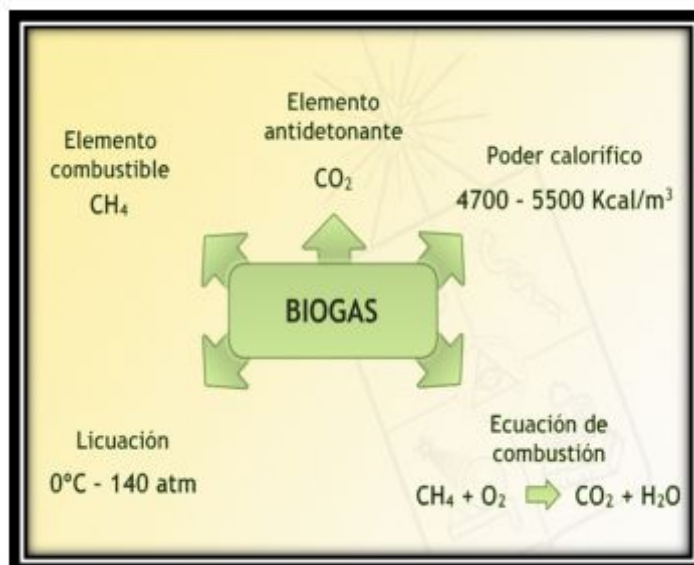 Elemento
combustible
CH₄
Elemento
antidetonante
CO₂
Poder calorífico
4700 - 5500 Kcal/m³
BIOGAS
Licuación
0ºC - 140 atm
Ecuación de
combustión
CH₄ + O₂ CO₂ + H₂O